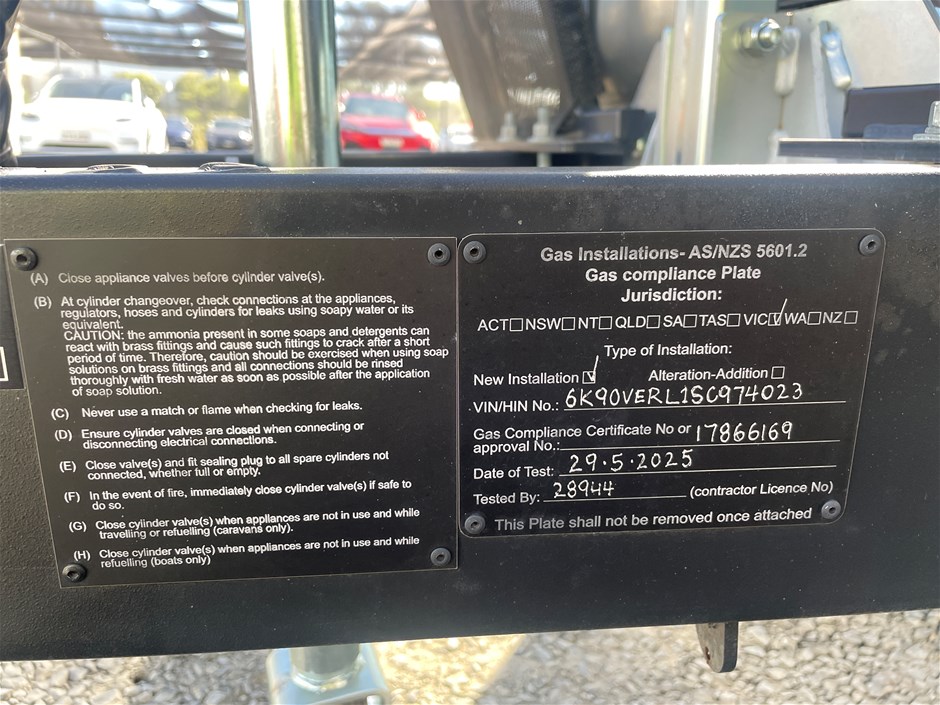 (A) Close appliance valves before cylinder valve(s).
(B) At cylinder changeover, check connections at the appliances,
regulators, hoses and cylinders for leaks using soapy water or its
equivalent.
CAUTION: the ammonia present in some soaps and detergents can
react with brass fittings and cause such fittings to crack after a short
period of time. Therefore, caution should be exercised when using soap
solutions on brass fittings and all connections should be rinsed
thoroughly with fresh water as soon as possible after the application
of soap solution.
(C) Never use a match or flame when checking for leaks.
(D) Ensure cylinder valves are closed when connecting or
disconnecting electrical connections.
(E) Close valve(s) and fit sealing plug to all spare cylinders not
connected, whether full or empty.
(F) In the event of fire, immediately close cylinder valve(s) if safe to
do so.
(G) Close cylinder valve(s) when appliances are not in use and while
travelling or refuelling (caravans only).
(H) Close cylinder valve(s) when appliances are not in use and while
refuelling (boats only)
Gas Installations- AS/NZS 5601.2
Gas compliance Plate
Jurisdiction:
ACT☐ NSW☐ NT☐ QLD☐ SA☐ TAS☐ VIC☑ WA☐ NZ☐
Type of Installation:
New Installation ☑ Alteration-Addition ☐
VIN/HIN No.: 6K90VERL1SC974023
Gas Compliance Certificate No or
approval No.: 17866169
Date of Test: 29.5.2025
Tested By: 28944 (contractor Licence No)
This Plate shall not be removed once attached